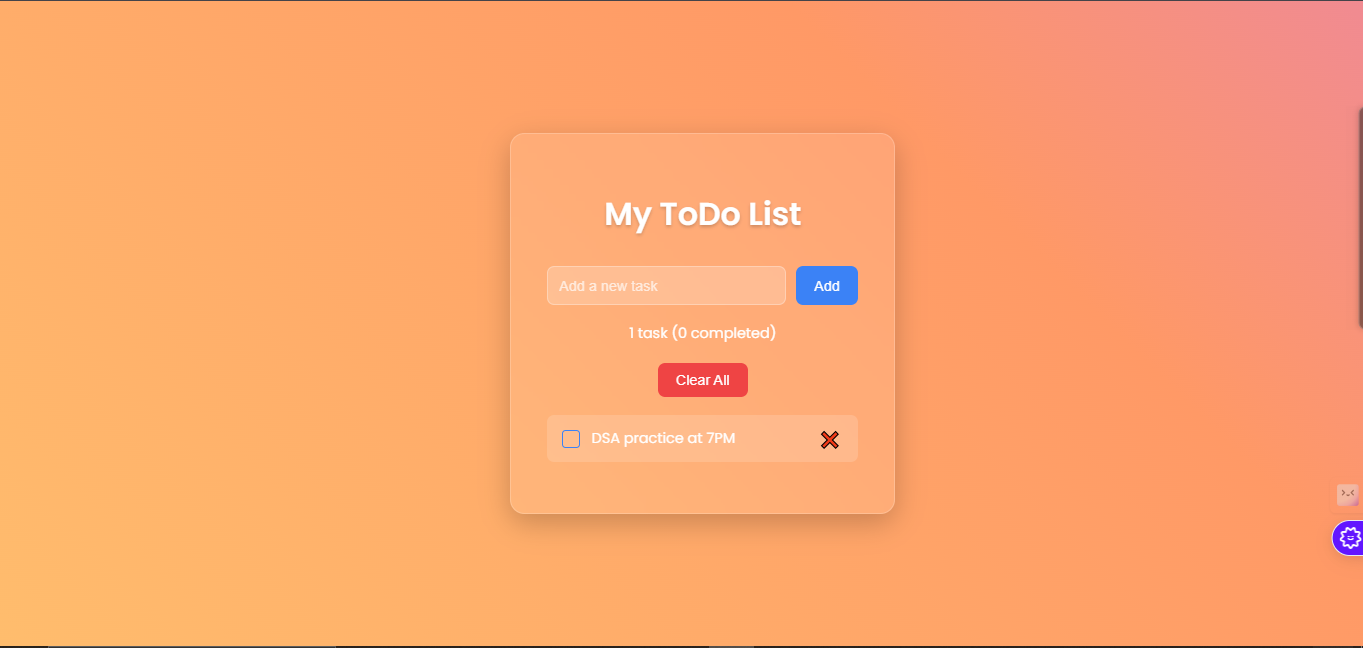 My ToDo List
Add a new task
Add
1 task (0 completed)
Clear All
DSA practice at 7PM